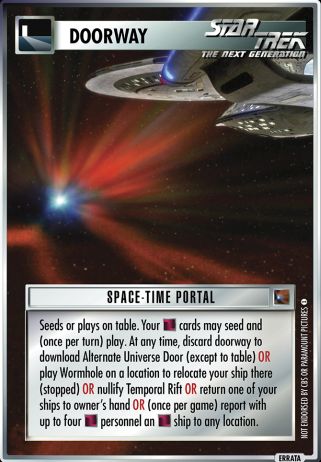 DOORWAY
STAR TREK
THE NEXT GENERATION
SPACE-TIME PORTAL
Seeds or plays on table. Your cards may seed and
(once per turn) play. At any time, discard doorway to
download Alternate Universe Door (except to table) OR
play Wormhole on a location to relocate your ship there
(stopped) OR nullify Temporal Rift OR return one of your
ships to owner's hand OR (once per game) report with
up to four personnel an ship to any location.
NOT ENDORSED BY CBS OR PARAMOUNT PICTURES
ERRATA